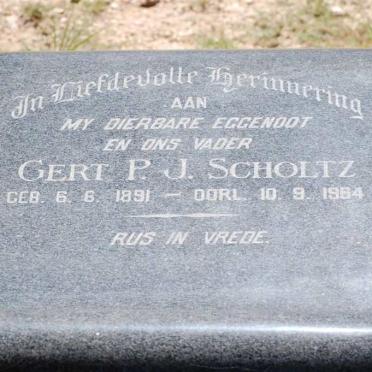 In Liefdevolle Herinnering
AAN
MY DIERBARE EGGENOOT
EN ONS VADER
GERT P. J. SCHOLTZ
GEB. 6. 6. 1891 — OORL. 10. 9. 1964
RUS IN VREDE.